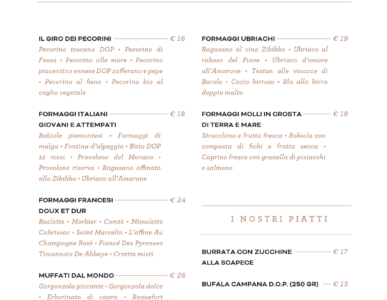 IL GIRO DEI PECORINI € 16
Pecorino toscano DOP • Pecorino di
Fossa • Pecorino alle more • Pecorino
piacentino ennese DOP zafferano e pepe
• Pecorino al fieno • Pecorino bio al
caglio vegetale
FORMAGGI ITALIANI € 18
GIOVANI E ATTEMPATI
Robiole piemontesi • Formaggi di
malga • Fontina d'alpeggio • Bitto DOP
12 mesi • Provolone del Monaco •
Provolone riserva • Ragusano affinato
allo Zibibbo • Ubriaco all'Amarone
FORMAGGI FRANCESI € 24
DOUX ET DUR
Raclette • Morbier • Comtè • Mimolette
Cabrissac • Saint Marcelin • L'affine Au
Champagne Rosè • Fiancé Des Pyrenees
Timanoix De Abbaye • Crottin misti
MUFFATI DAL MONDO € 26
Gorgonzola piccante • Gorgonzola dolce
• Erborinato di capra • Roquefort
FORMAGGI UBRIACHI € 19
Ragusano al vino Zibibbo • Ubriaco al
raboso del Piave • Ubriaco d'amore
all'Amarone • Testun alle vinacce di
Barolo • Cacio birraio • Blu alla birra
doppio malto
FORMAGGI MOLLI IN CROSTA € 18
DI TERRA E MARE
Stracchino e frutta fresca • Robiola con
composta di fichi e frutta secca •
Caprino fresco con granella di pistacchi
e salmone
I NOSTRI PIATTI
BURRATA CON ZUCCHINE € 17
ALLA SCAPECE
BUFALA CAMPANA D.O.P. (250 GR) € 13